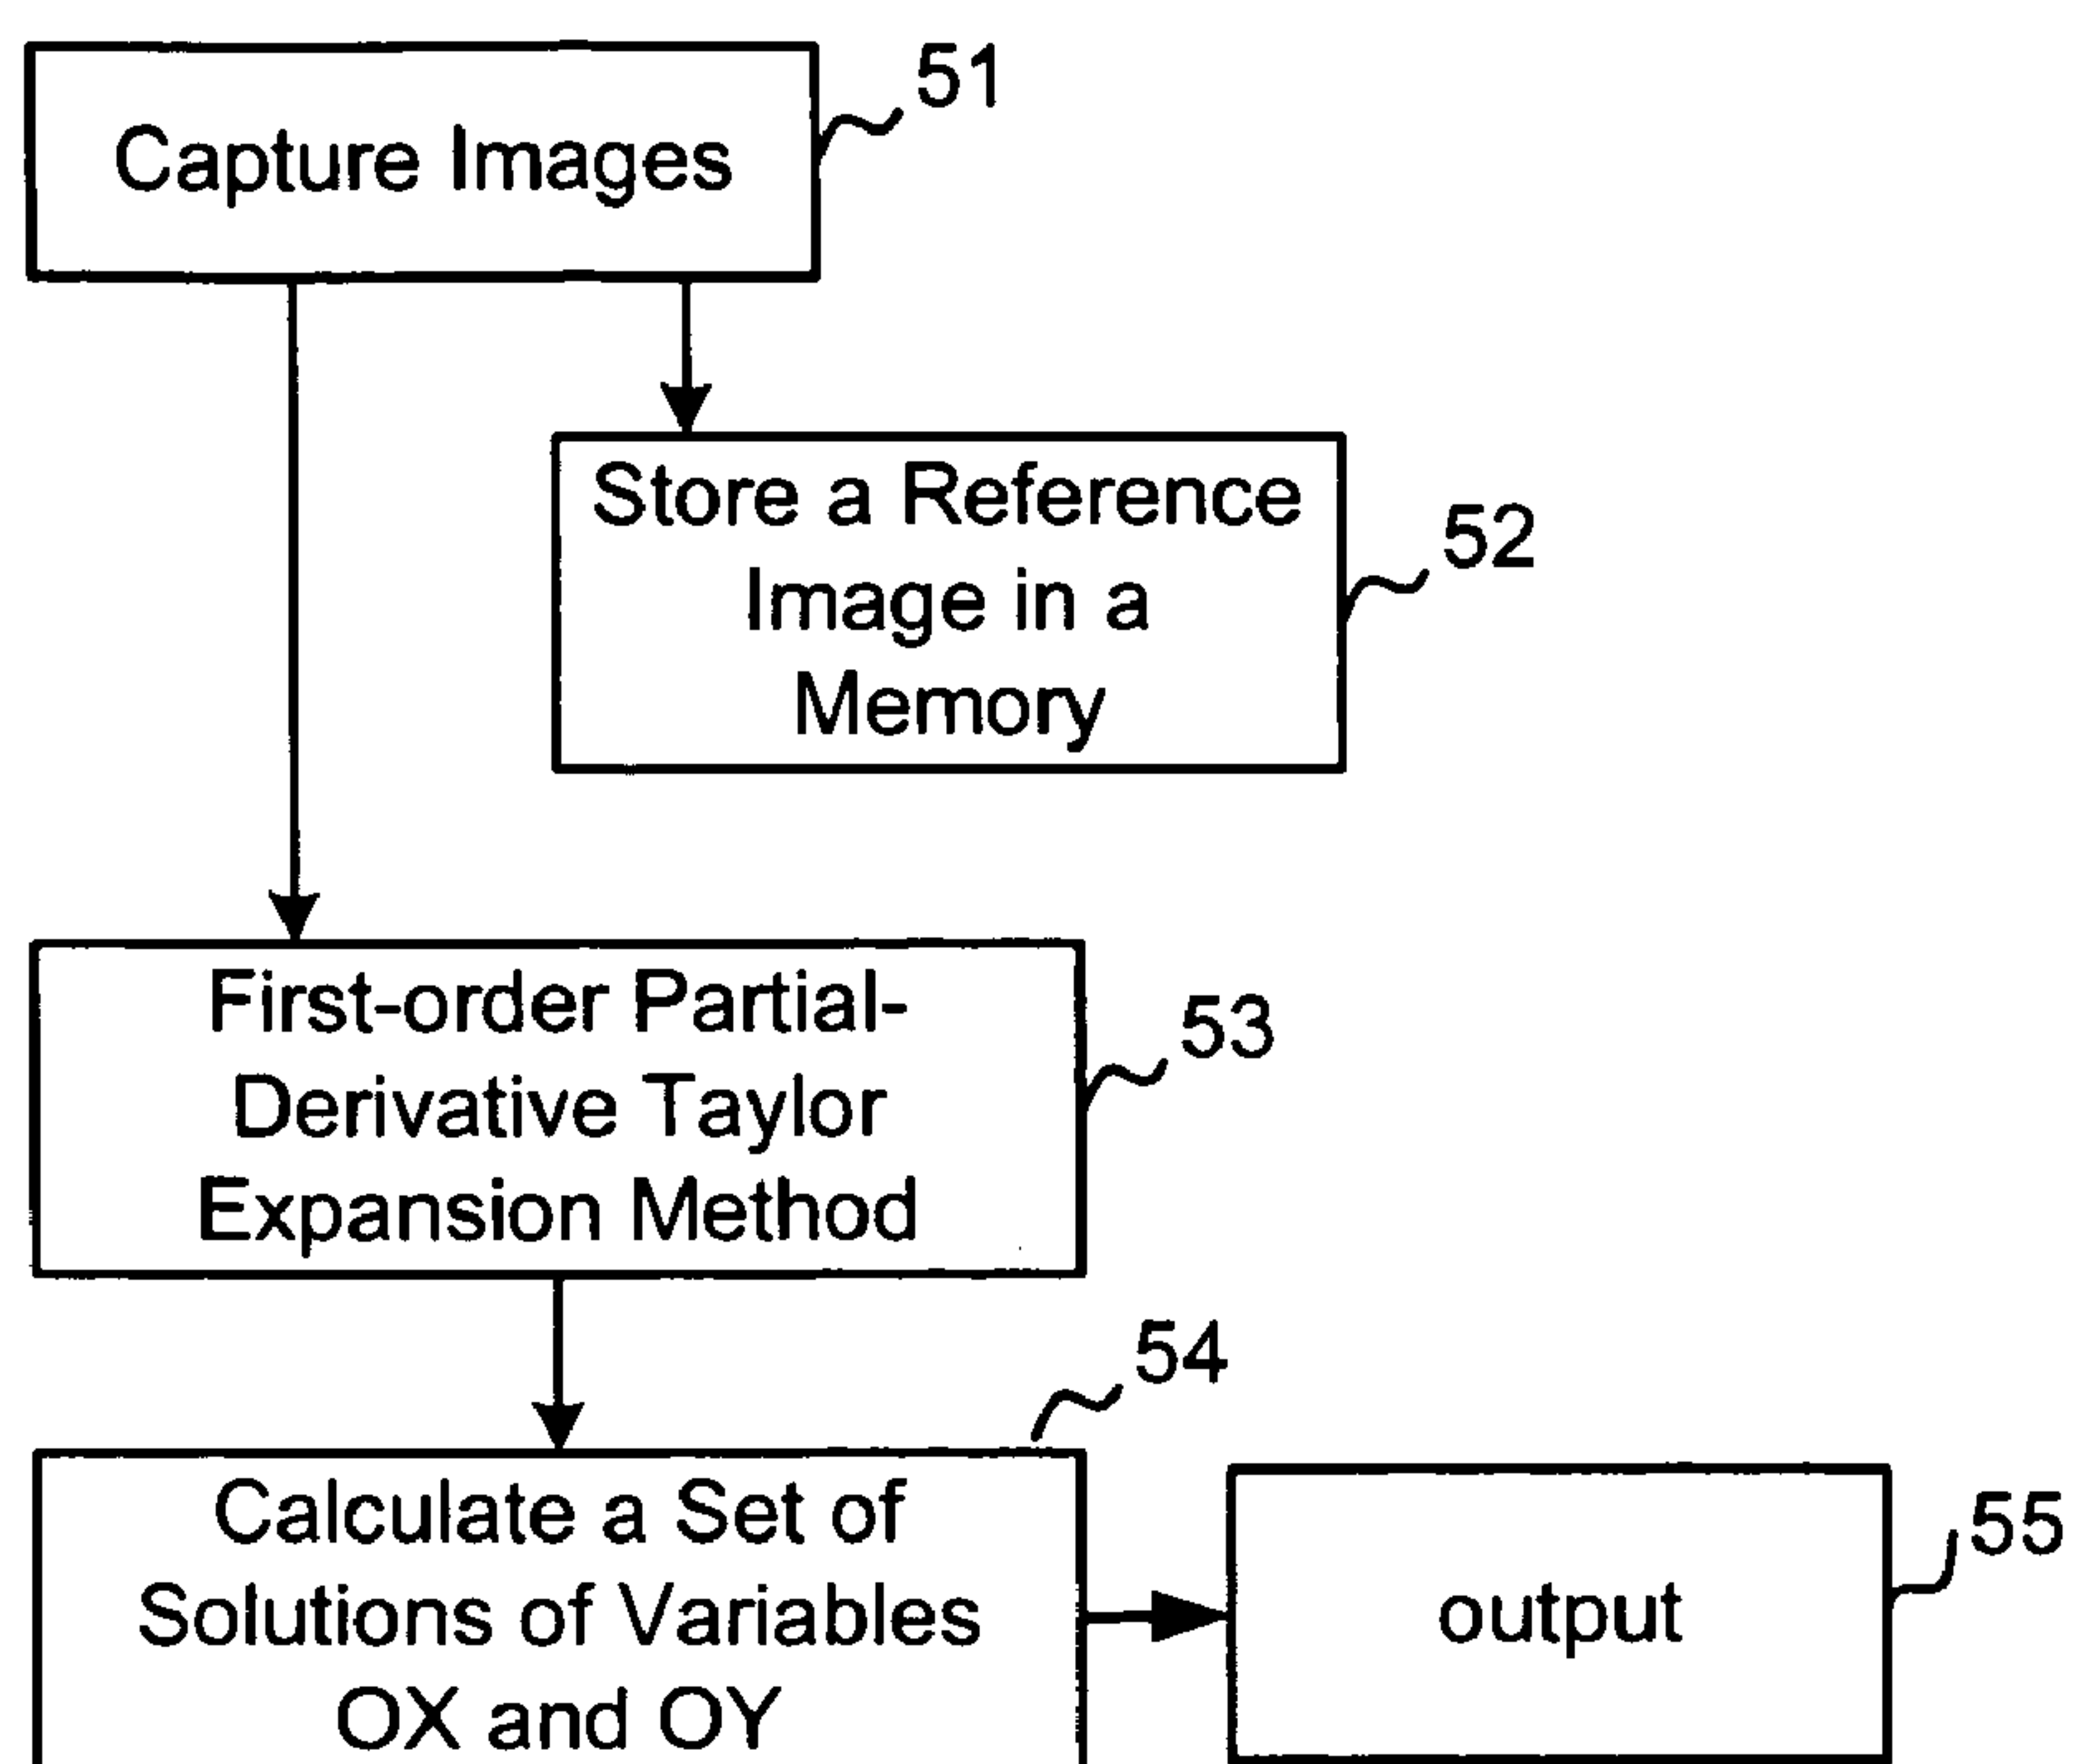 51
Capture Images
Store a Reference
Image in a
Memory
52
First-order Partial-
Derivative Taylor
Expansion Method
53
54
Calculate a Set of
Solutions of Variables
OX and OY
output
55